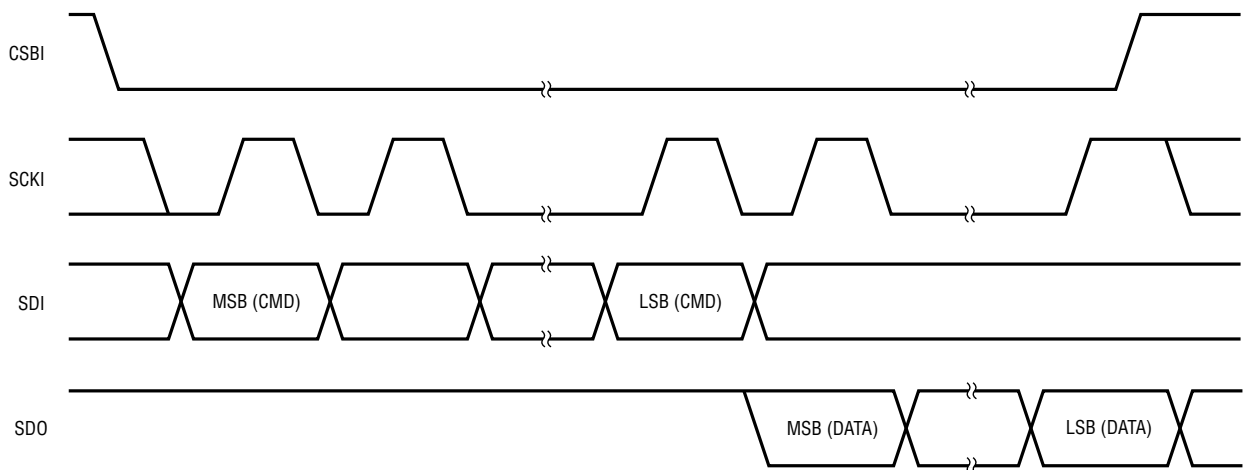 CSBI
SCKI
SDI
MSB (CMD)
LSB (CMD)
SDO
MSB (DATA)
LSB (DATA)